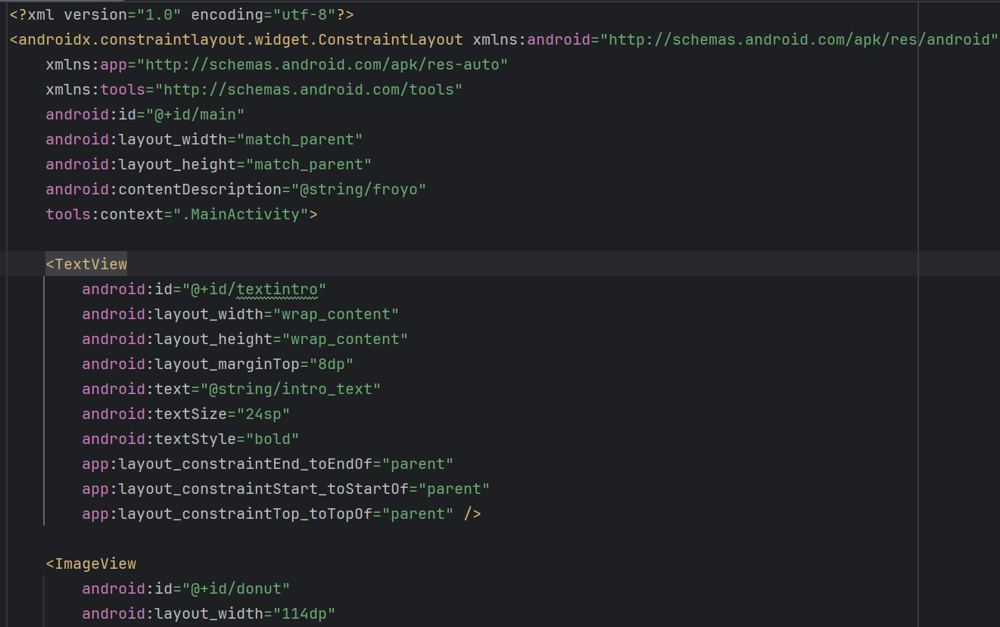 <?xml version="1.0" encoding="utf-8"?>
<androidx.constraintlayout.widget.ConstraintLayout xmlns:android="http://schemas.android.com/apk/res/android"
    xmlns:app="http://schemas.android.com/apk/res-auto"
    xmlns:tools="http://schemas.android.com/tools"
    android:id="@+id/main"
    android:layout_width="match_parent"
    android:layout_height="match_parent"
    android:contentDescription="@string/froyo"
    tools:context=".MainActivity">

    <TextView
        android:id="@+id/textintro"
        android:layout_width="wrap_content"
        android:layout_height="wrap_content"
        android:layout_marginTop="8dp"
        android:text="@string/intro_text"
        android:textSize="24sp"
        android:textStyle="bold"
        app:layout_constraintEnd_toEndOf="parent"
        app:layout_constraintStart_toStartOf="parent"
        app:layout_constraintTop_toTopOf="parent" />

    <ImageView
        android:id="@+id/donut"
        android:layout_width="114dp"